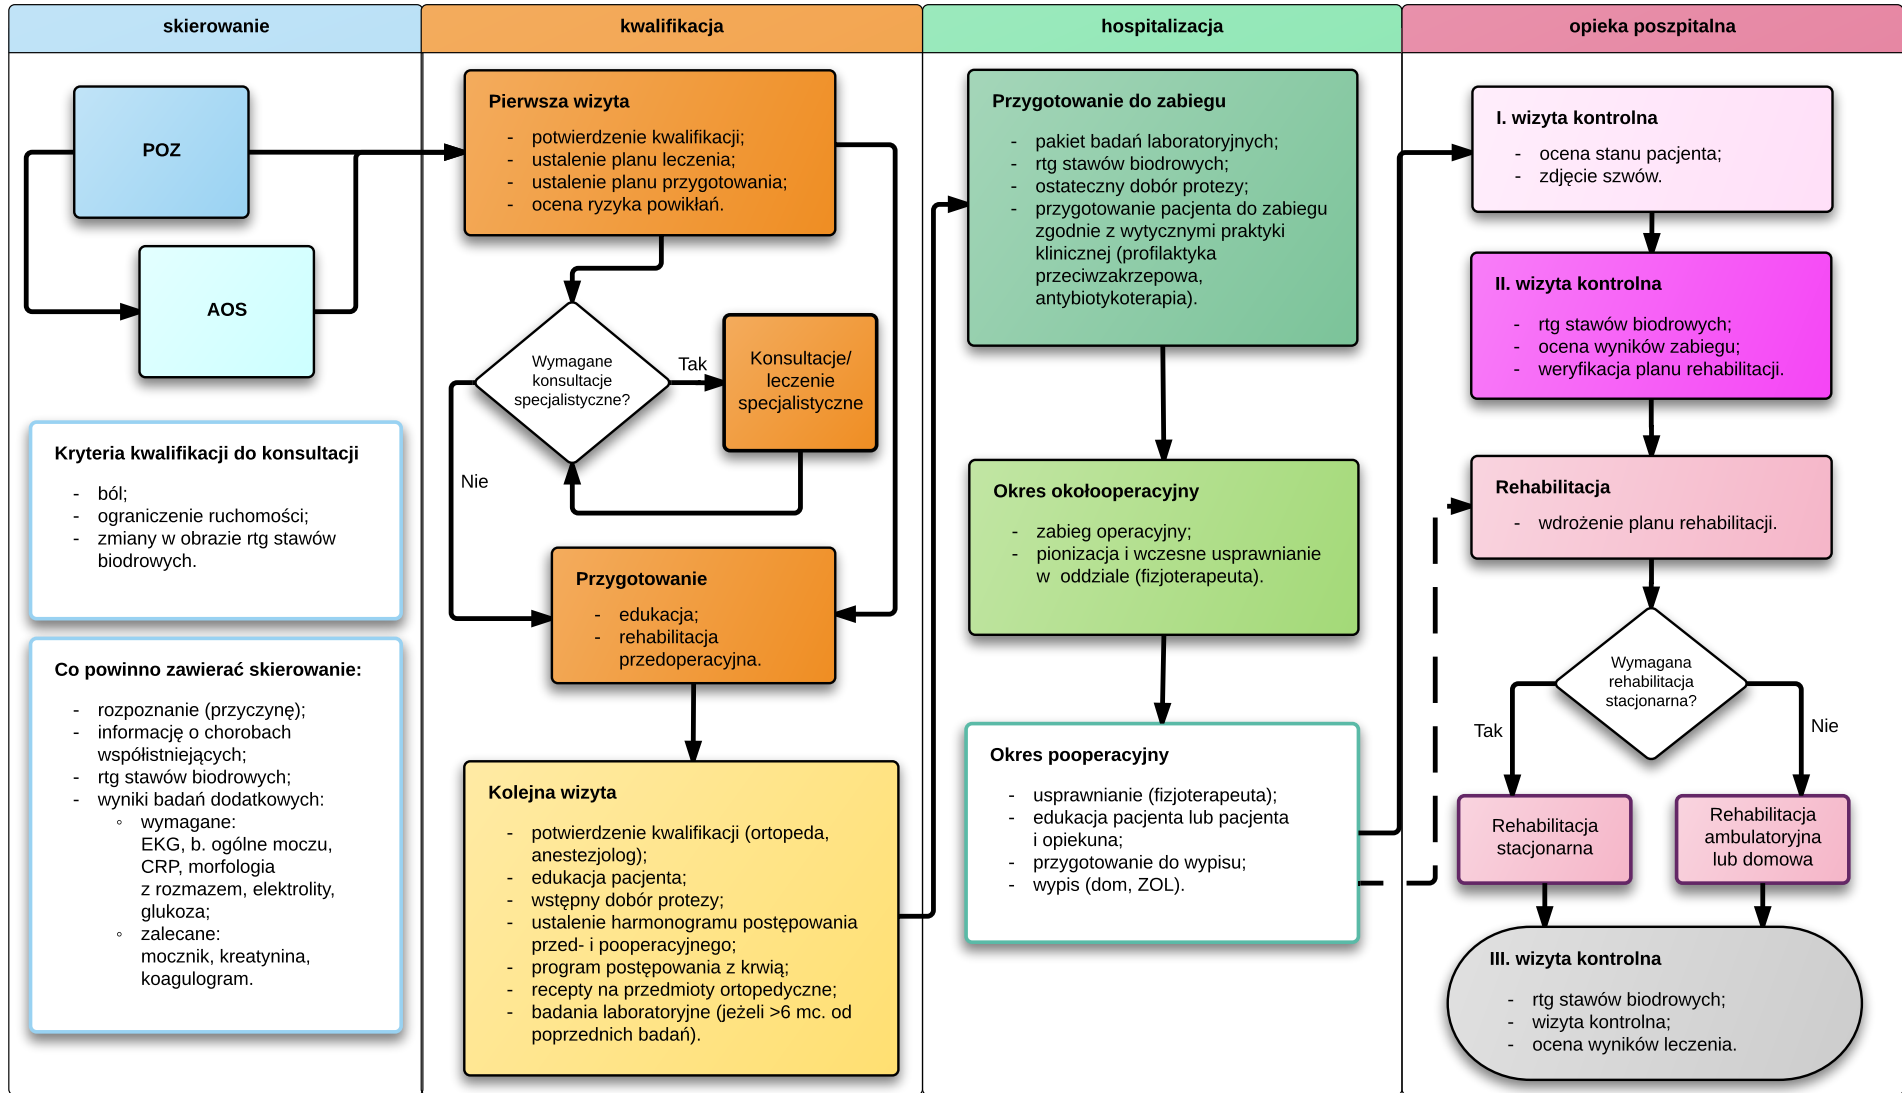 skierowanie
POZ
AOS
Kryteria kwalifikacji do konsultacji
- ból;
- ograniczenie ruchomości;
- zmiany w obrazie rtg stawów
biodrowych.
Co powinno zawierać skierowanie:
- rozpoznanie (przyczynę);
- informację o chorobach
współistniejących;
- rtg stawów biodrowych;
- wyniki badań dodatkowych:
◦ wymagane:
EKG, b. ogólne moczu,
CRP, morfologia
z rozmazem, elektrolity,
glukoza;
◦ zalecane:
mocznik, kreatynina,
koagulogram.
kwalifikacja
Pierwsza wizyta
- potwierdzenie kwalifikacji;
- ustalenie planu leczenia;
- ustalenie planu przygotowania;
- ocena ryzyka powikłań.
Wymagane
konsultacje
specjalistyczne?
Tak
Konsultacje/
leczenie
specjalistyczne
Nie
Przygotowanie
- edukacja;
- rehabilitacja
przedoperacyjna.
Kolejna wizyta
- potwierdzenie kwalifikacji (ortopeda,
anestezjolog);
- edukacja pacjenta;
- wstępny dobór protezy;
- ustalenie harmonogramu postępowania
przed- i pooperacyjnego;
- program postępowania z krwią;
- recepty na przedmioty ortopedyczne;
- badania laboratoryjne (jeżeli >6 mc. od
poprzednich badań).
hospitalizacja
Przygotowanie do zabiegu
- pakiet badań laboratoryjnych;
- rtg stawów biodrowych;
- ostateczny dobór protezy;
- przygotowanie pacjenta do zabiegu
zgodnie z wytycznymi praktyki
klinicznej (profilaktyka
przeciwzakrzepowa,
antybiotykoterapia).
Okres okołooperacyjny
- zabieg operacyjny;
- pionizacja i wczesne usprawnianie
w oddziale (fizjoterapeuta).
Okres pooperacyjny
- usprawnianie (fizjoterapeuta);
- edukacja pacjenta lub pacjenta
i opiekuna;
- przygotowanie do wypisu;
- wypis (dom, ZOL).
opieka poszpitalna
I. wizyta kontrolna
- ocena stanu pacjenta;
- zdjęcie szwów.
II. wizyta kontrolna
- rtg stawów biodrowych;
- ocena wyników zabiegu;
- weryfikacja planu rehabilitacji.
Rehabilitacja
- wdrożenie planu rehabilitacji.
Wymagana
rehabilitacja
stacjonarna?
Tak
Nie
Rehabilitacja
stacjonarna
Rehabilitacja
ambulatoryjna
lub domowa
III. wizyta kontrolna
- rtg stawów biodrowych;
- wizyta kontrolna;
- ocena wyników leczenia.